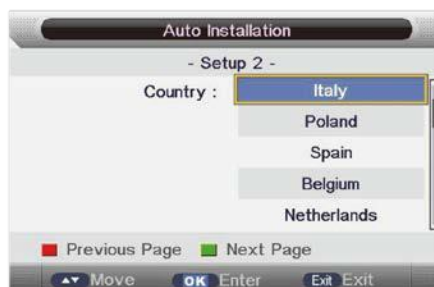 Auto Installation
- Setup 2 -
Country : Italy
Poland
Spain
Belgium
Netherlands
Previous Page Next Page
▲▼ Move OK Enter Exit Exit